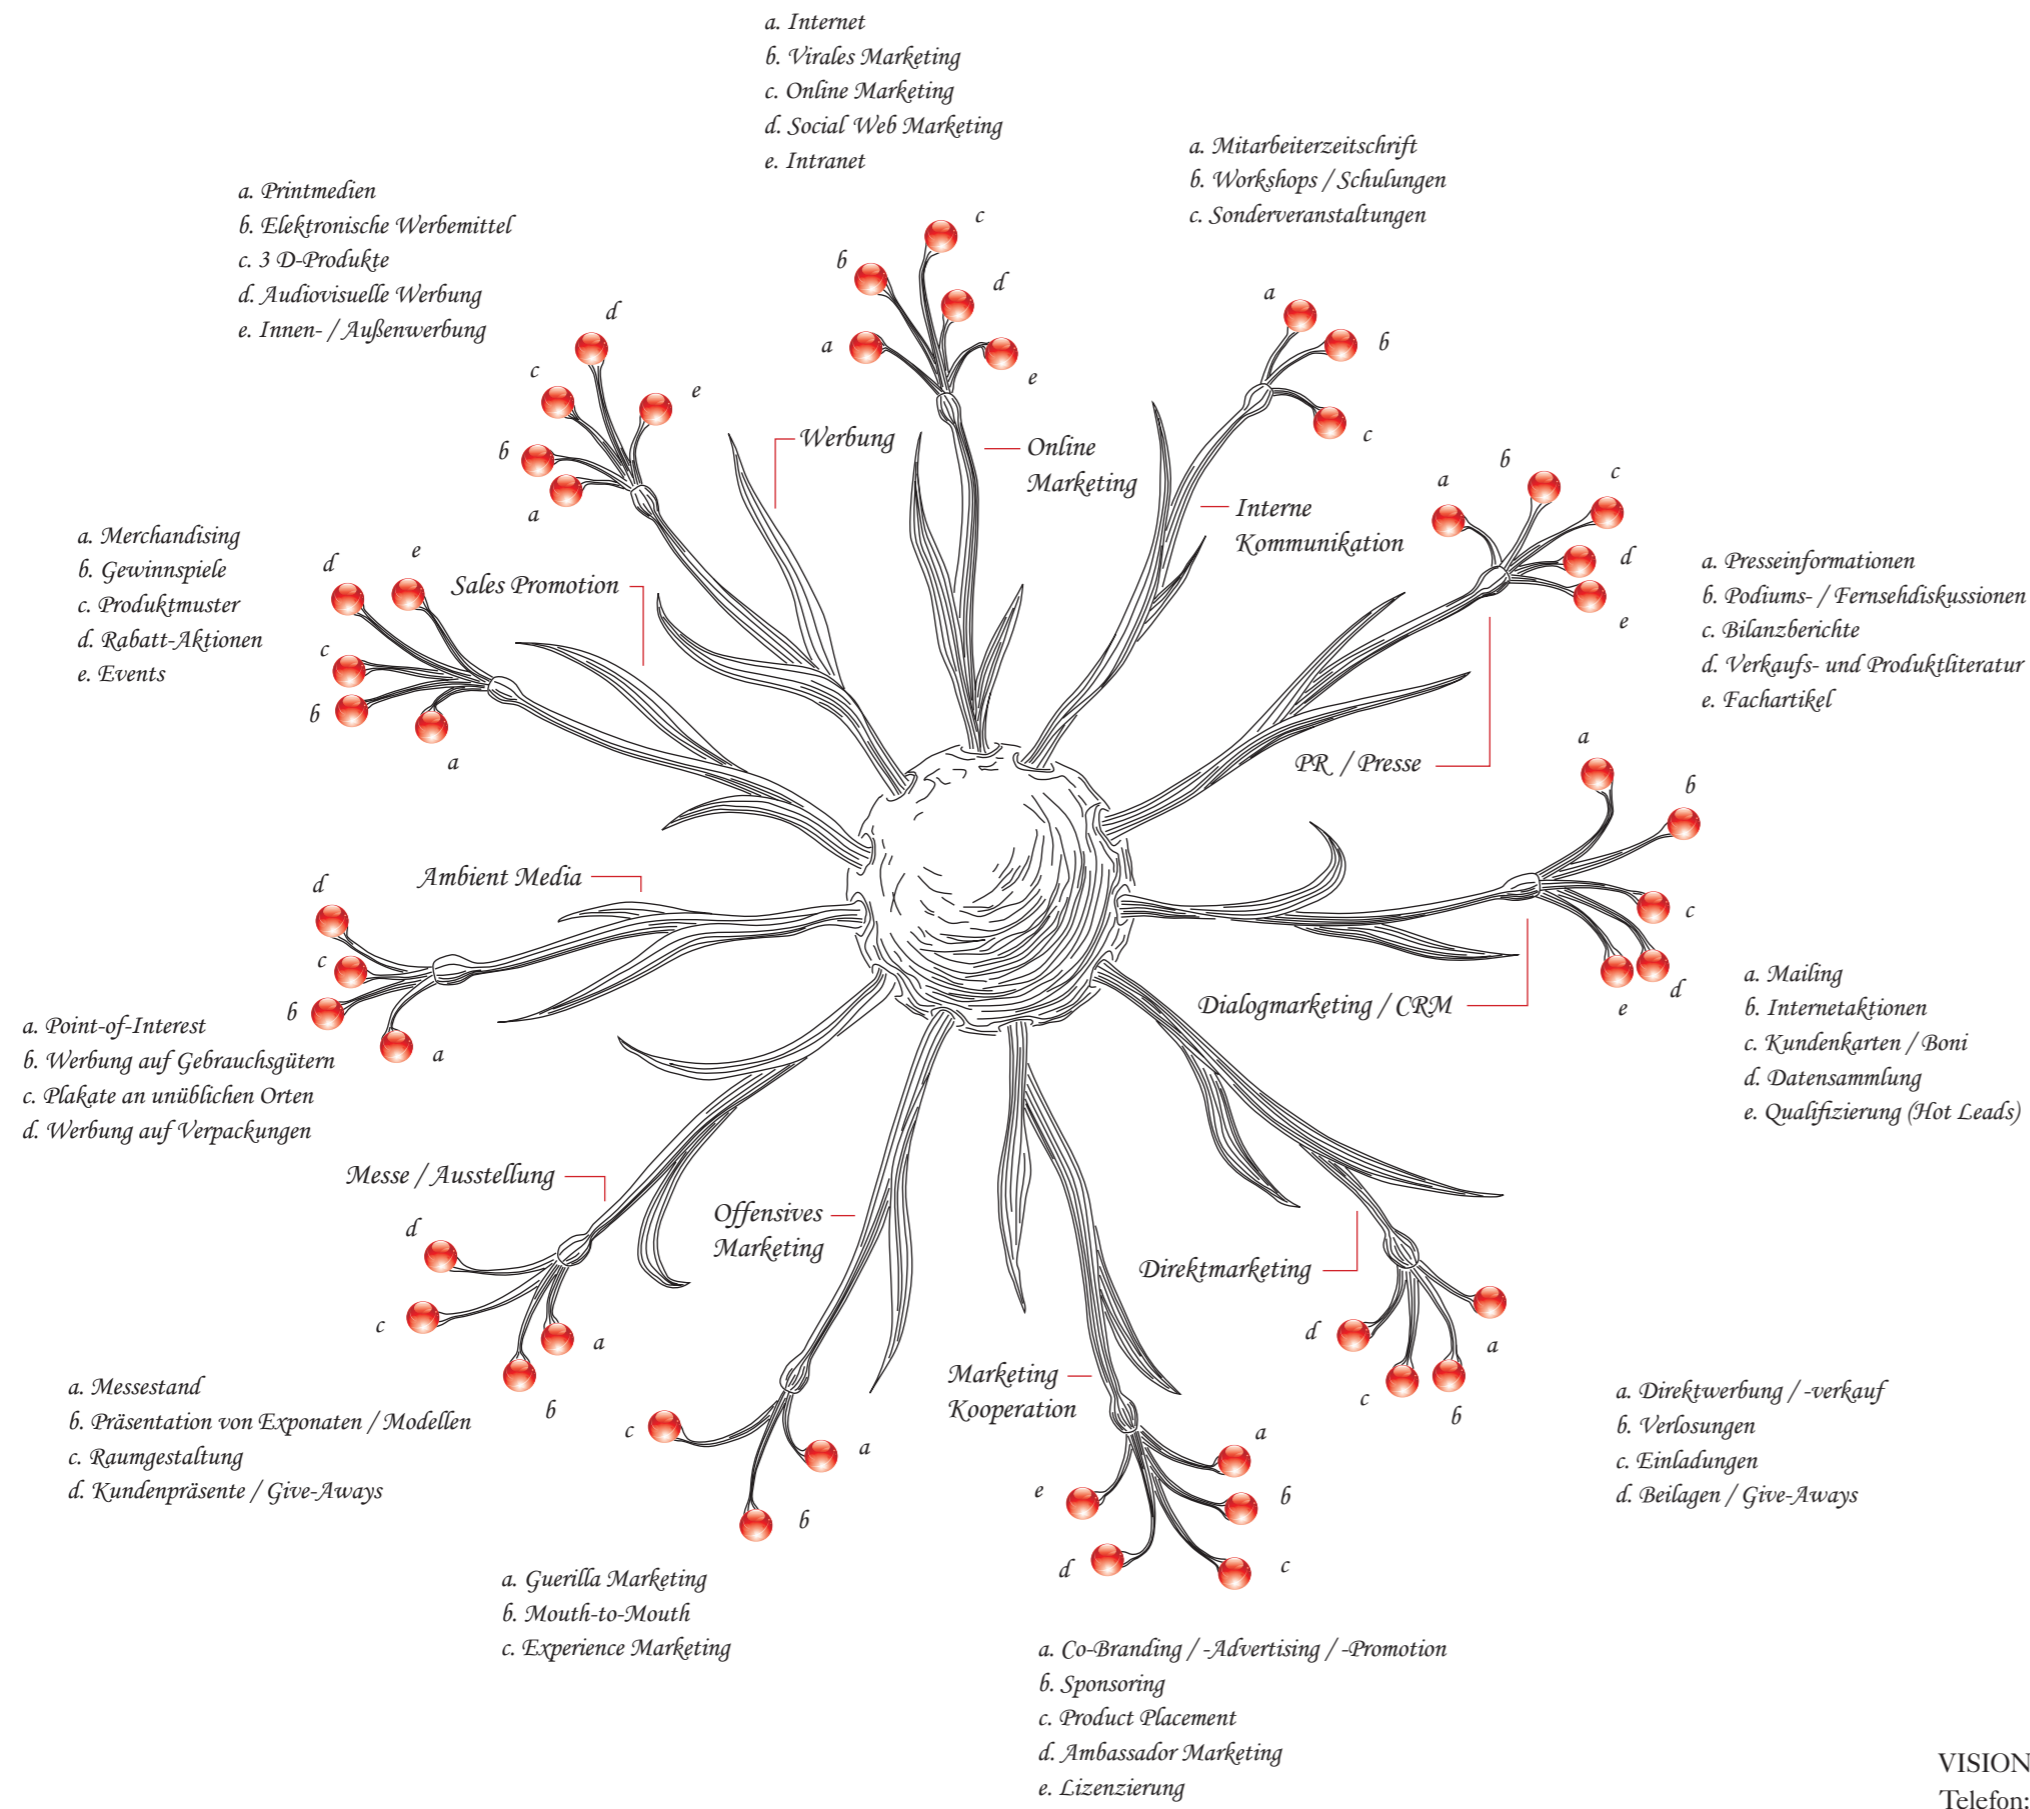 a. Internet
b. Virales Marketing
c. Online Marketing
d. Social Web Marketing
e. Intranet
a. Mitarbeiterzeitschrift
b. Workshops / Schulungen
c. Sonderveranstaltungen
a. Printmedien
b. Elektronische Werbemittel
c. 3 D-Produkte
d. Audiovisuelle Werbung
e. Innen- / Außenwerbung
c
b
d
a
e
a
b
c
d
c
e
b
a
Werbung
Online
Marketing
Interne
Kommunikation
a
b
c
d
e
a. Merchandising
b. Gewinnspiele
c. Produktmuster
d. Rabatt-Aktionen
e. Events
d
e
c
b
a
Sales Promotion
a. Presseinformationen
b. Podiums- / Fernsehdiskussionen
c. Bilanzberichte
d. Verkaufs- und Produktliteratur
e. Fachartikel
PR / Presse
a
b
c
d
e
Ambient Media
d
c
b
a
Dialogmarketing / CRM
a. Mailing
b. Internetaktionen
c. Kundenkarten / Boni
d. Datensammlung
e. Qualifizierung (Hot Leads)
a. Point-of-Interest
b. Werbung auf Gebrauchsgütern
c. Plakate an unüblichen Orten
d. Werbung auf Verpackungen
Messe / Ausstellung
d
c
a
b
Offensives
Marketing
Direktmarketing
d
a
c
b
a. Messestand
b. Präsentation von Exponaten / Modellen
c. Raumgestaltung
d. Kundenpräsente / Give-Aways
c
a
b
Marketing
Kooperation
a
e
b
d
c
a. Direktwerbung / -verkauf
b. Verlosungen
c. Einladungen
d. Beilagen / Give-Aways
a. Guerilla Marketing
b. Mouth-to-Mouth
c. Experience Marketing
a. Co-Branding / -Advertising / -Promotion
b. Sponsoring
c. Product Placement
d. Ambassador Marketing
e. Lizenzierung
VISION
Telefon: